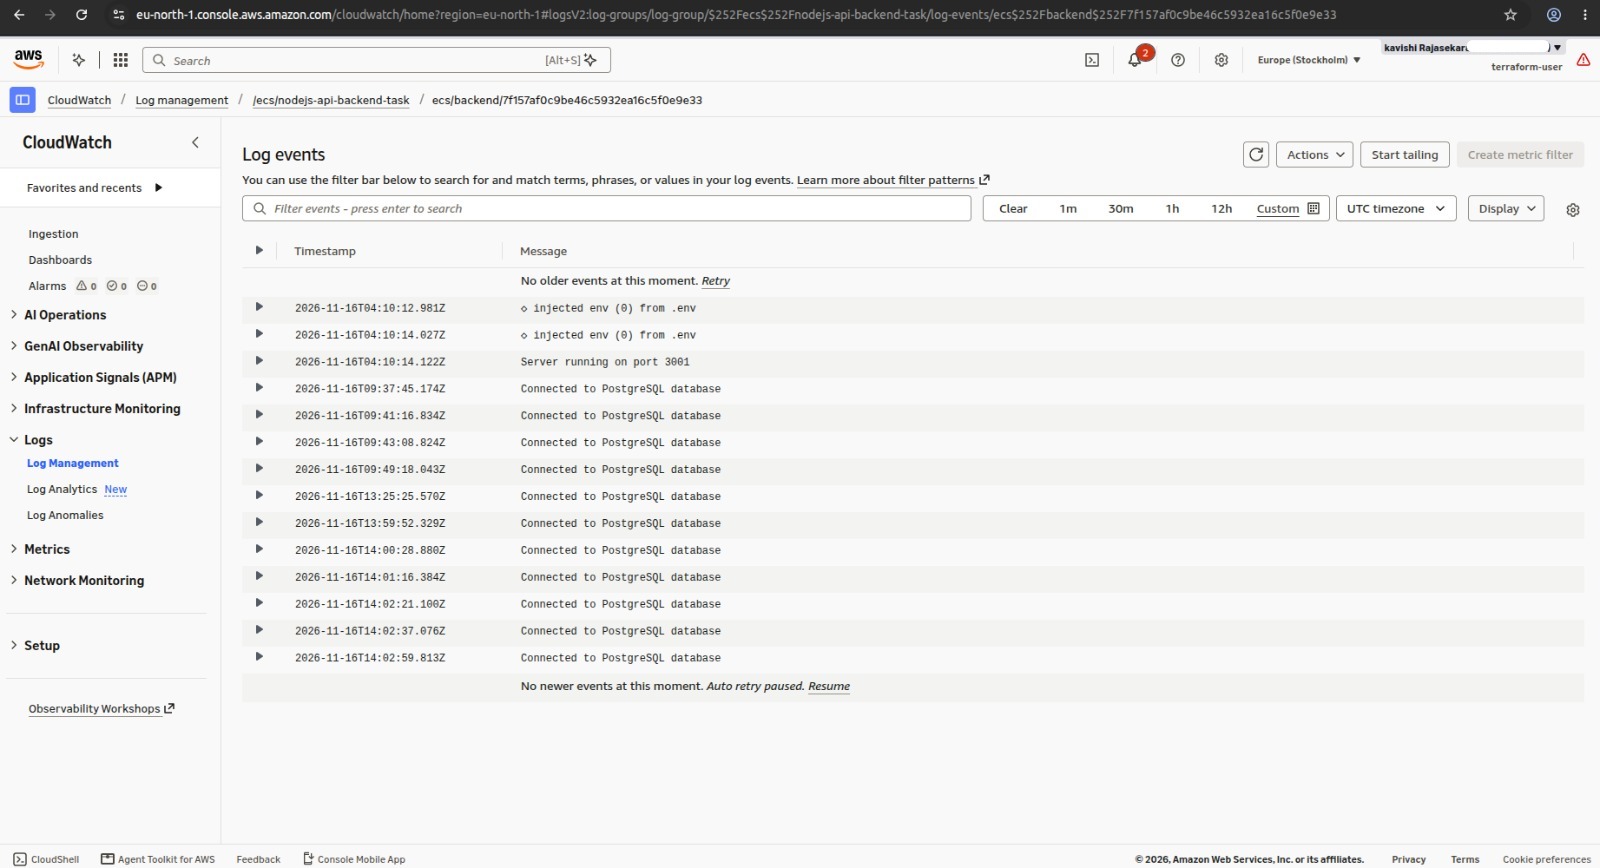 eu-north-1.console.aws.amazon.com/cloudwatch/home?region=eu-north-1#logsV2:log-groups/log-group/$252Fecs$252Fnodejs-api-backend-task/log-events/ecs$252Fbackend$252F7f157af0c9be46c5932ea16c5f0e9e33
aws Search [Alt+S] 2 Europe (Stockholm) kavishi Rajasekara
terraform-user
CloudWatch / Log management / /ecs/nodejs-api-backend-task / ecs/backend/7f157af0c9be46c5932ea16c5f0e9e33
CloudWatch
Favorites and recents
Ingestion
Dashboards
Alarms 0 0 0
AI Operations
GenAI Observability
Application Signals (APM)
Infrastructure Monitoring
Logs
Log Management
Log Analytics New
Log Anomalies
Metrics
Network Monitoring
Setup
Observability Workshops
Log events
Actions Start tailing Create metric filter
You can use the filter bar below to search for and match terms, phrases, or values in your log events. Learn more about filter patterns
Filter events - press enter to search Clear 1m 30m 1h 12h Custom UTC timezone Display
Timestamp Message
No older events at this moment. Retry
2026-11-16T04:10:12.981Z ◇ injected env (0) from .env
2026-11-16T04:10:14.027Z ◇ injected env (0) from .env
2026-11-16T04:10:14.122Z Server running on port 3001
2026-11-16T09:37:45.174Z Connected to PostgreSQL database
2026-11-16T09:41:16.834Z Connected to PostgreSQL database
2026-11-16T09:43:08.824Z Connected to PostgreSQL database
2026-11-16T09:49:18.043Z Connected to PostgreSQL database
2026-11-16T13:25:25.570Z Connected to PostgreSQL database
2026-11-16T13:59:52.329Z Connected to PostgreSQL database
2026-11-16T14:00:28.880Z Connected to PostgreSQL database
2026-11-16T14:01:16.384Z Connected to PostgreSQL database
2026-11-16T14:02:21.100Z Connected to PostgreSQL database
2026-11-16T14:02:37.076Z Connected to PostgreSQL database
2026-11-16T14:02:59.813Z Connected to PostgreSQL database
No newer events at this moment. Auto retry paused. Resume
CloudShell Agent Toolkit for AWS Feedback Console Mobile App © 2026, Amazon Web Services, Inc. or its affiliates. Privacy Terms Cookie preferences